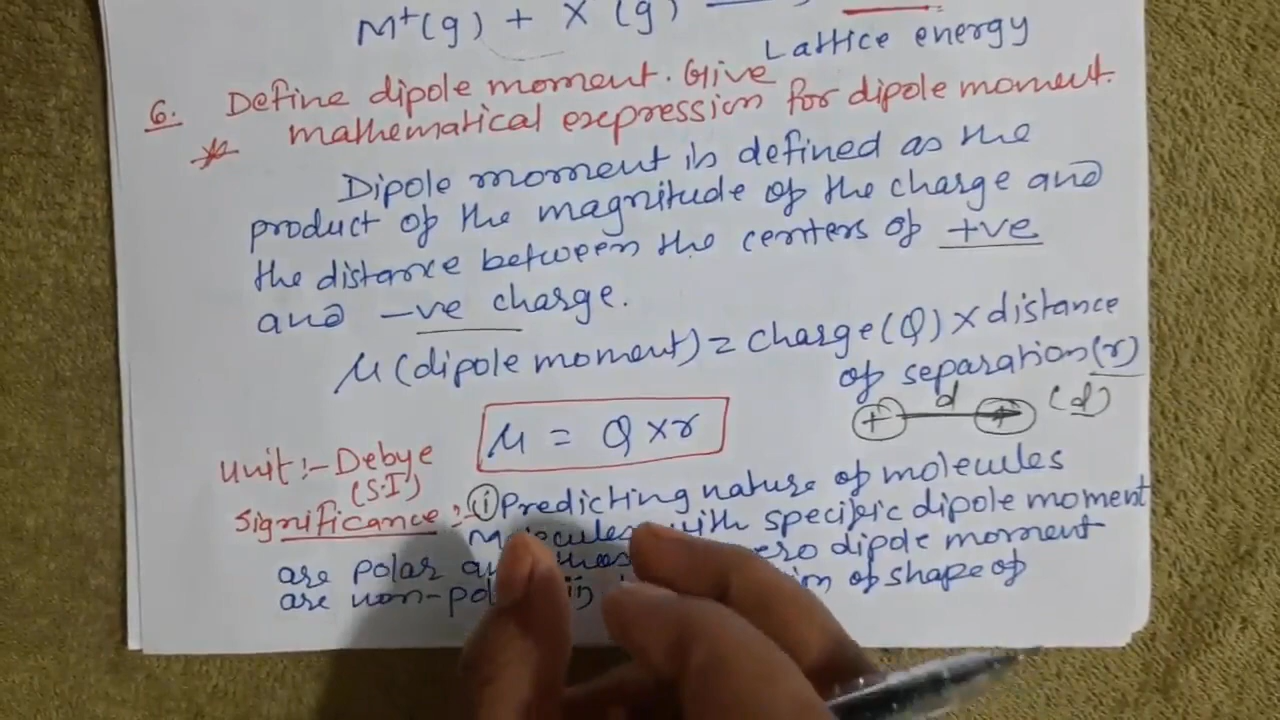 M+(g) + X (g)
Lattice energy
6. Define dipole moment. Give
mathematical expression for dipole moment.
Dipole moment is defined as the
product of the magnitude of the charge and
the distance between the centers of +ve
and -ve charge.
μ (dipole moment) = charge (Q) × distance
of separation (r)
(d)
+ d +
μ = Q × r
Unit :- Debye
(S.I)
Significance :- (i) Predicting nature of molecules
with specific dipole moment
are polar zero dipole moment
are of shape of